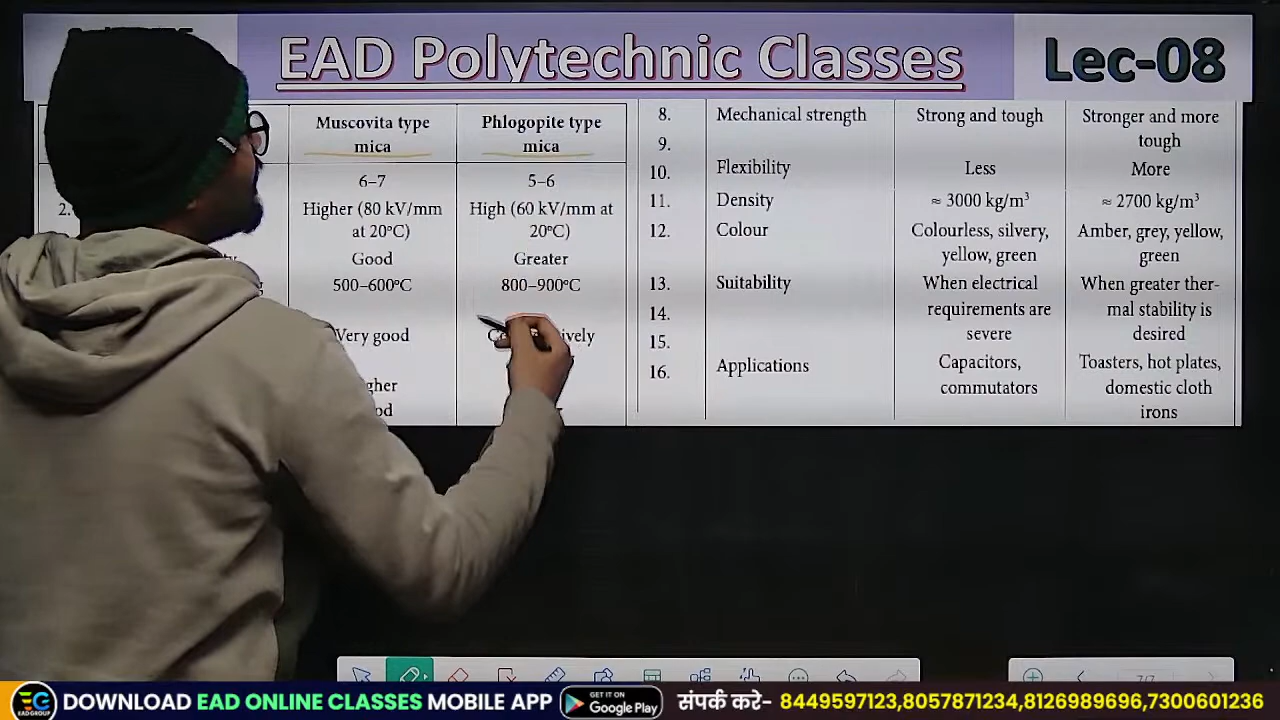 EAD Polytechnic Classes
Lec-08
Muscovita type
mica
Phlogopite type
mica
6–7
5–6
2.
Higher (80 kV/mm
at 20°C)
High (60 kV/mm at
20°C)
Good
Greater
500–600°C
800–900°C
Very good
8.
Mechanical strength
Strong and tough
Stronger and more
tough
9.
10.
Flexibility
Less
More
11.
Density
≈ 3000 kg/m³
≈ 2700 kg/m³
12.
Colour
Colourless, silvery,
yellow, green
Amber, grey, yellow,
green
13.
Suitability
When electrical
requirements are
severe
When greater ther-
mal stability is
desired
14.
15.
16.
Applications
Capacitors,
commutators
Toasters, hot plates,
domestic cloth
irons
7/7
EG
EAD GROUP
DOWNLOAD EAD ONLINE CLASSES MOBILE APP
GET IT ON
Google Play
संपर्क करे- 8449597123,8057871234,8126989696,7300601236